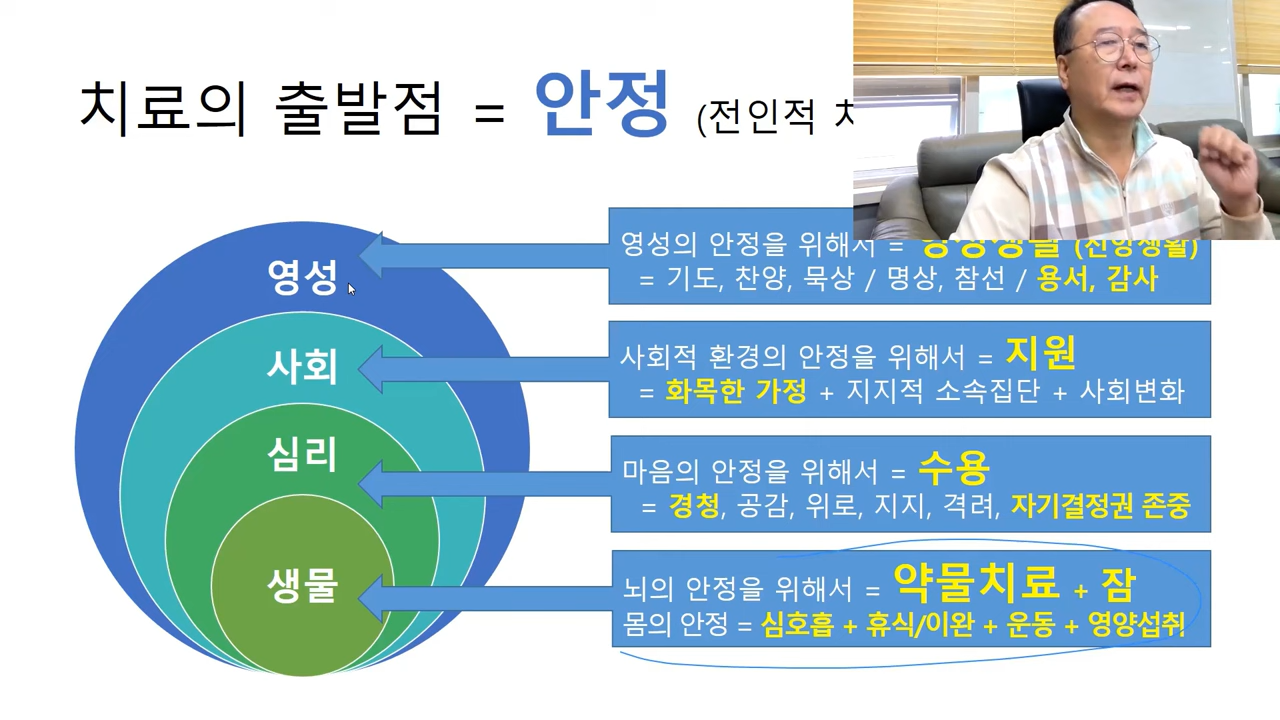 치료의 출발점 = 안정 (전인적
영성
사회
심리
생물
영성의 안정을 위해서 = (신앙생활)
= 기도, 찬양, 묵상 / 명상, 참선 / 용서, 감사
사회적 환경의 안정을 위해서 = 지원
= 화목한 가정 + 지지적 소속집단 + 사회변화
마음의 안정을 위해서 = 수용
= 경청, 공감, 위로, 지지, 격려, 자기결정권 존중
뇌의 안정을 위해서 = 약물치료 + 잠
몸의 안정 = 심호흡 + 휴식/이완 + 운동 + 영양섭취